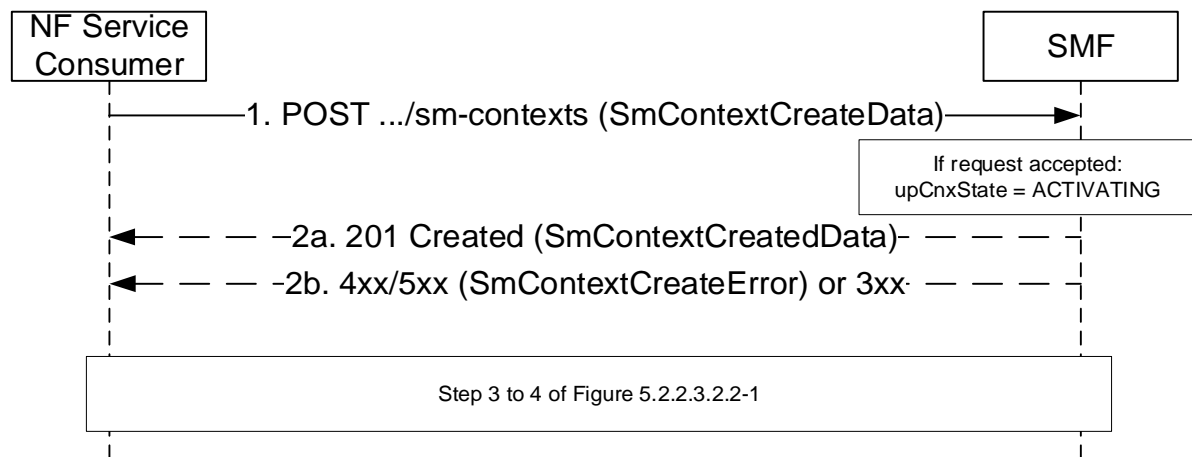 NF Service
Consumer
SMF
1. POST .../sm-contexts (SmContextCreateData)
If request accepted:
upCnxState = ACTIVATING
2a. 201 Created (SmContextCreatedData)
2b. 4xx/5xx (SmContextCreateError) or 3xx
Step 3 to 4 of Figure 5.2.2.3.2.2-1